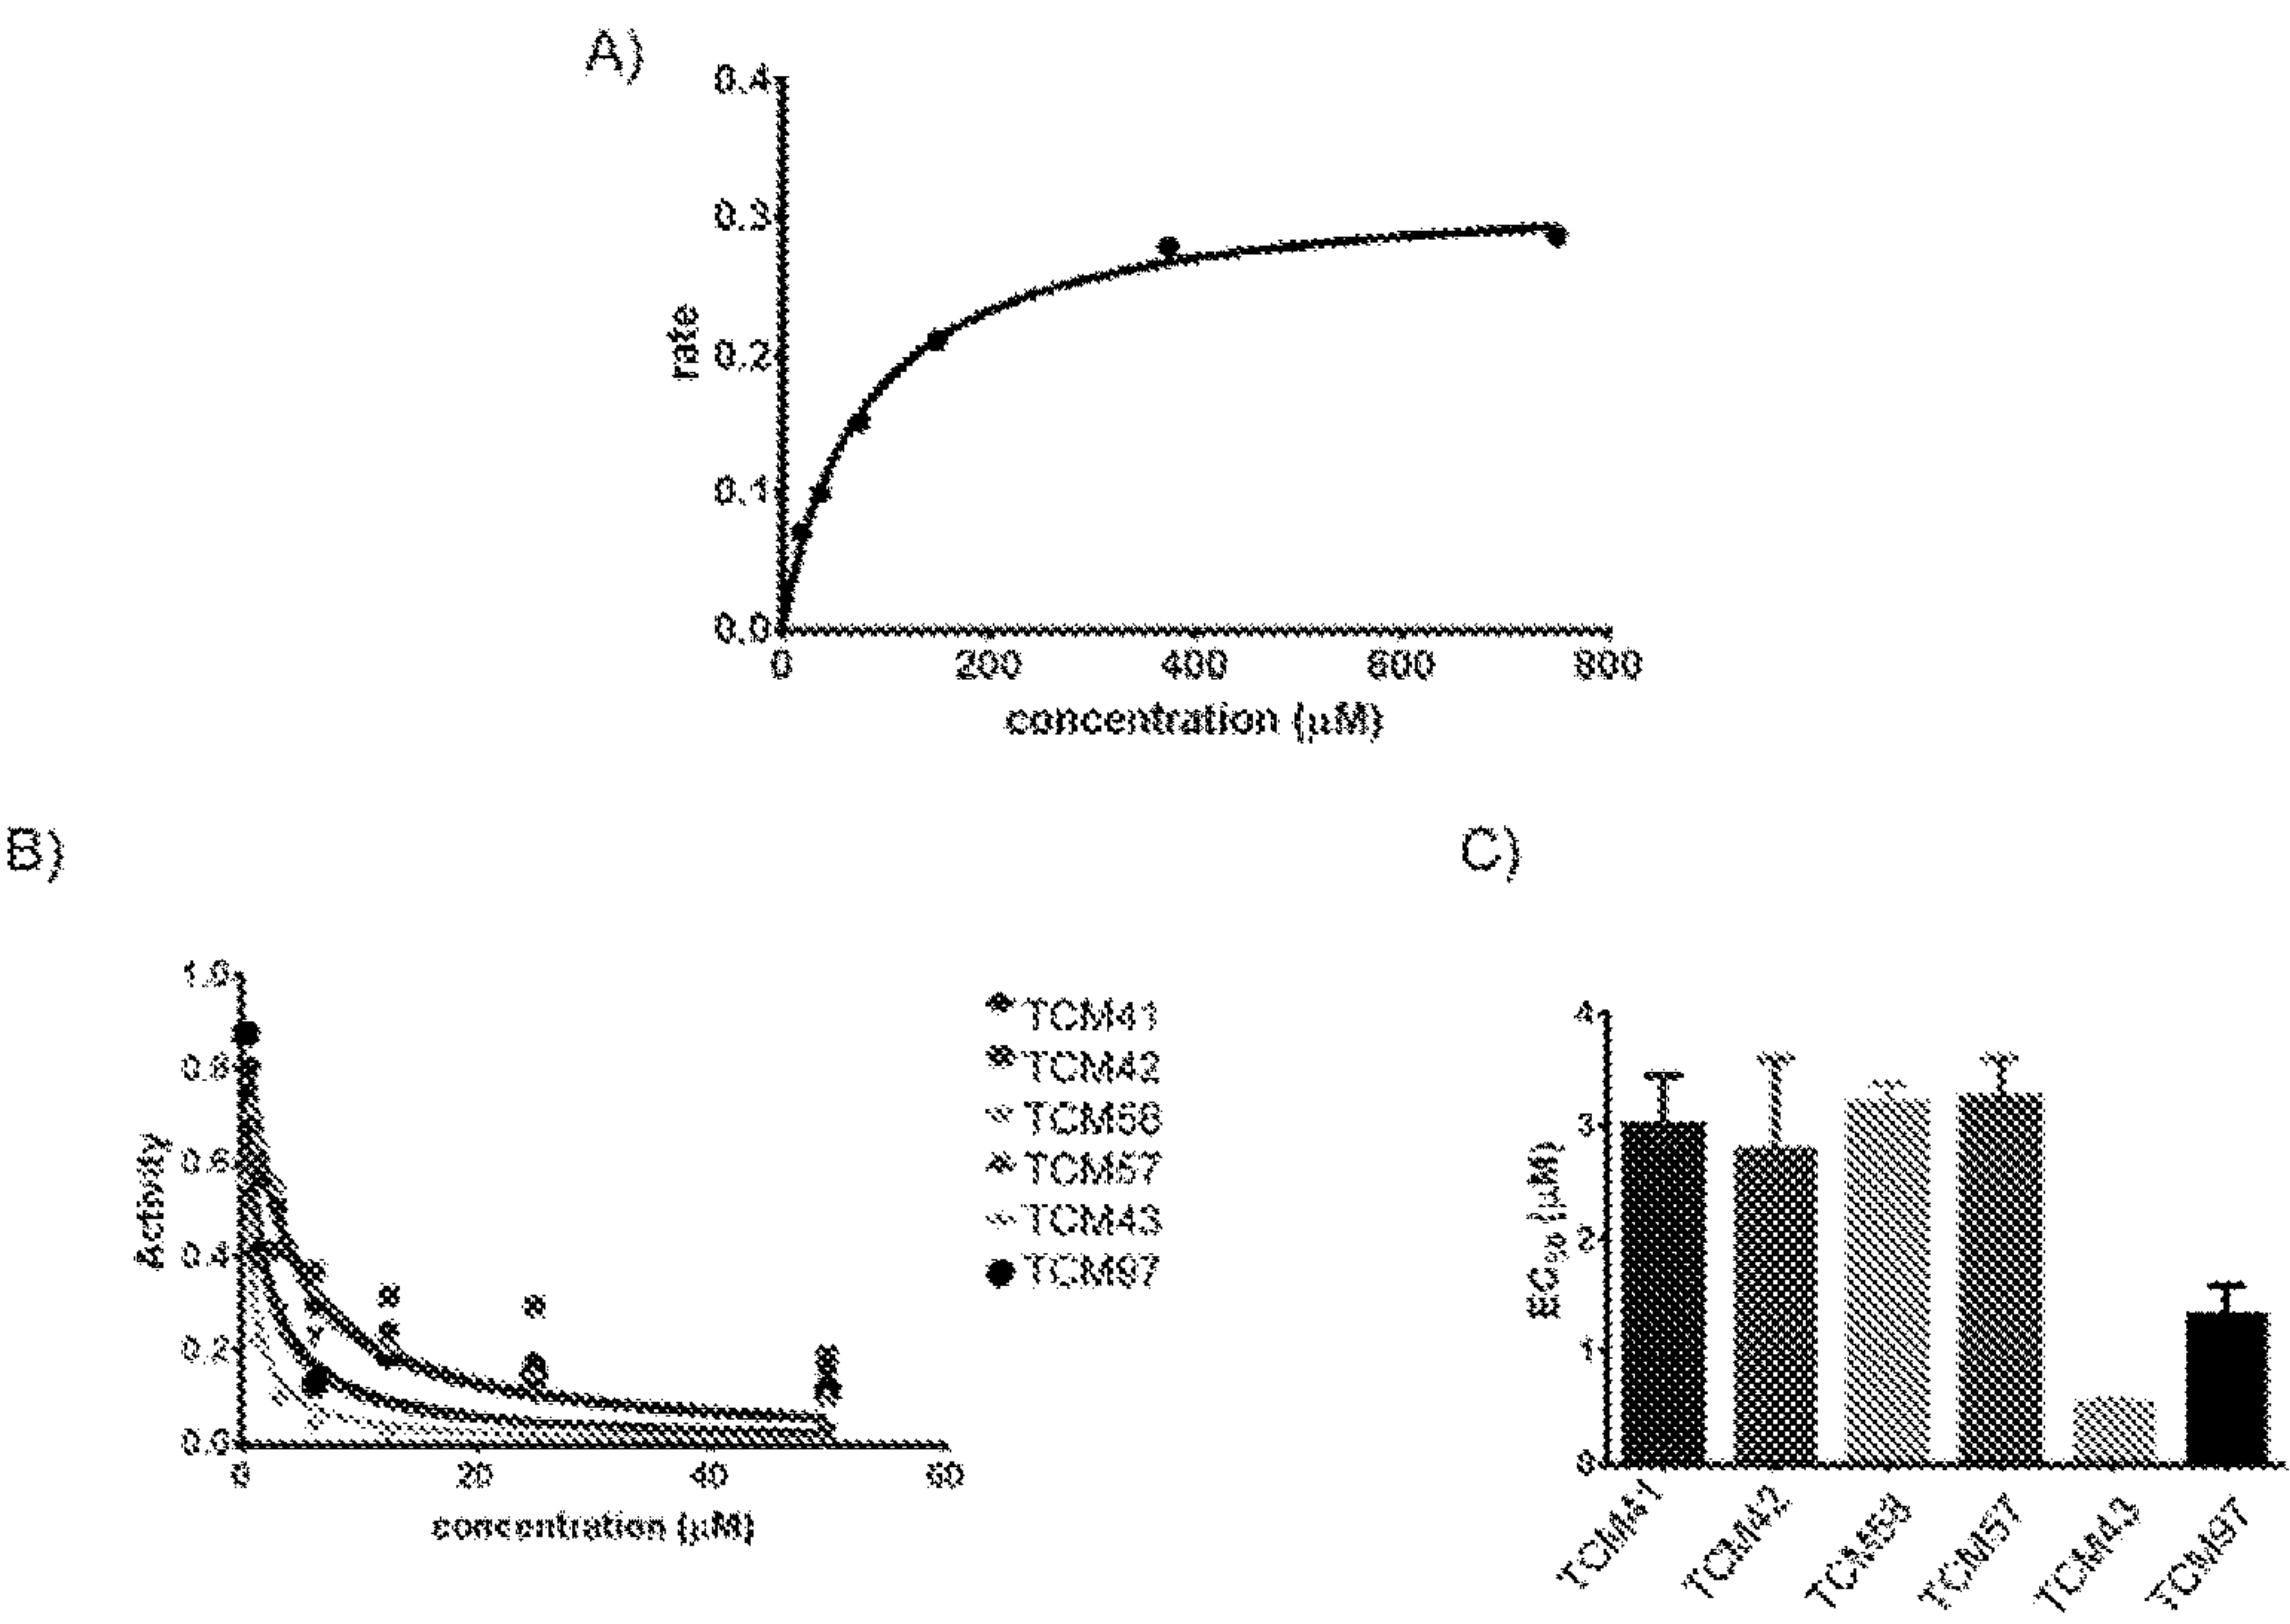 A)
0.4
0.3
0.2
0.1
0.0
rate
0
200
400
600
800
concentration (μM)
B)
1.0
0.8
0.6
0.4
0.2
0.0
Activity
0
20
40
60
concentration (μM)
TCM41
TCM42
TCM57
TCM43
TCM97
C)
4
3
2
1
0
EC50 (μM)
TCM41
TCM42
TCM57
TCM43
TCM97